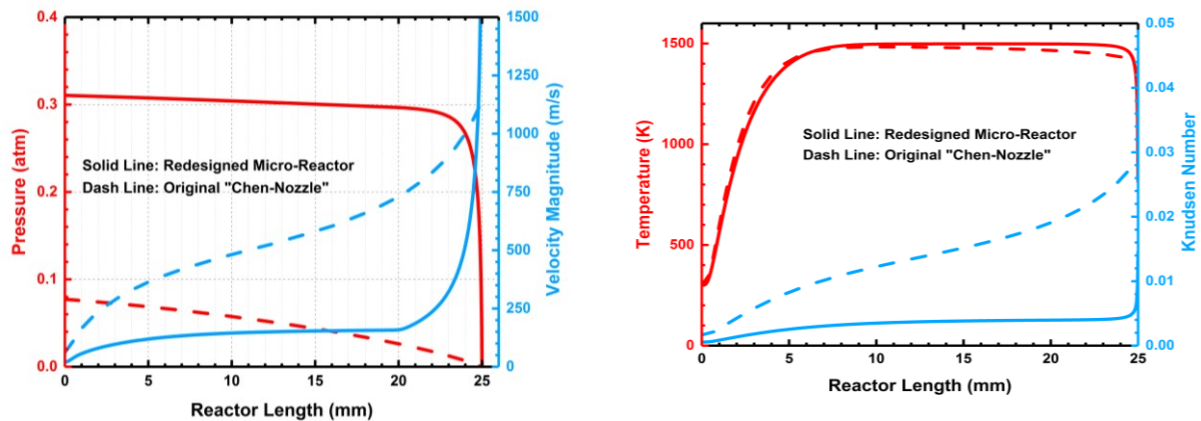 0.4
0.3
0.2
0.1
0.0
Pressure (atm)
Solid Line: Redesigned Micro-Reactor
Dash Line: Original "Chen-Nozzle"
1500
1250
1000
750
500
250
0
Velocity Magnitude (m/s)
0 5 10 15 20 25
Reactor Length (mm)
1500
1000
500
0
Temperature (K)
Solid Line: Redesigned Micro-Reactor
Dash Line: Original "Chen-Nozzle"
0.05
0.04
0.03
0.02
0.01
0.00
Knudsen Number
0 5 10 15 20 25
Reactor Length (mm)